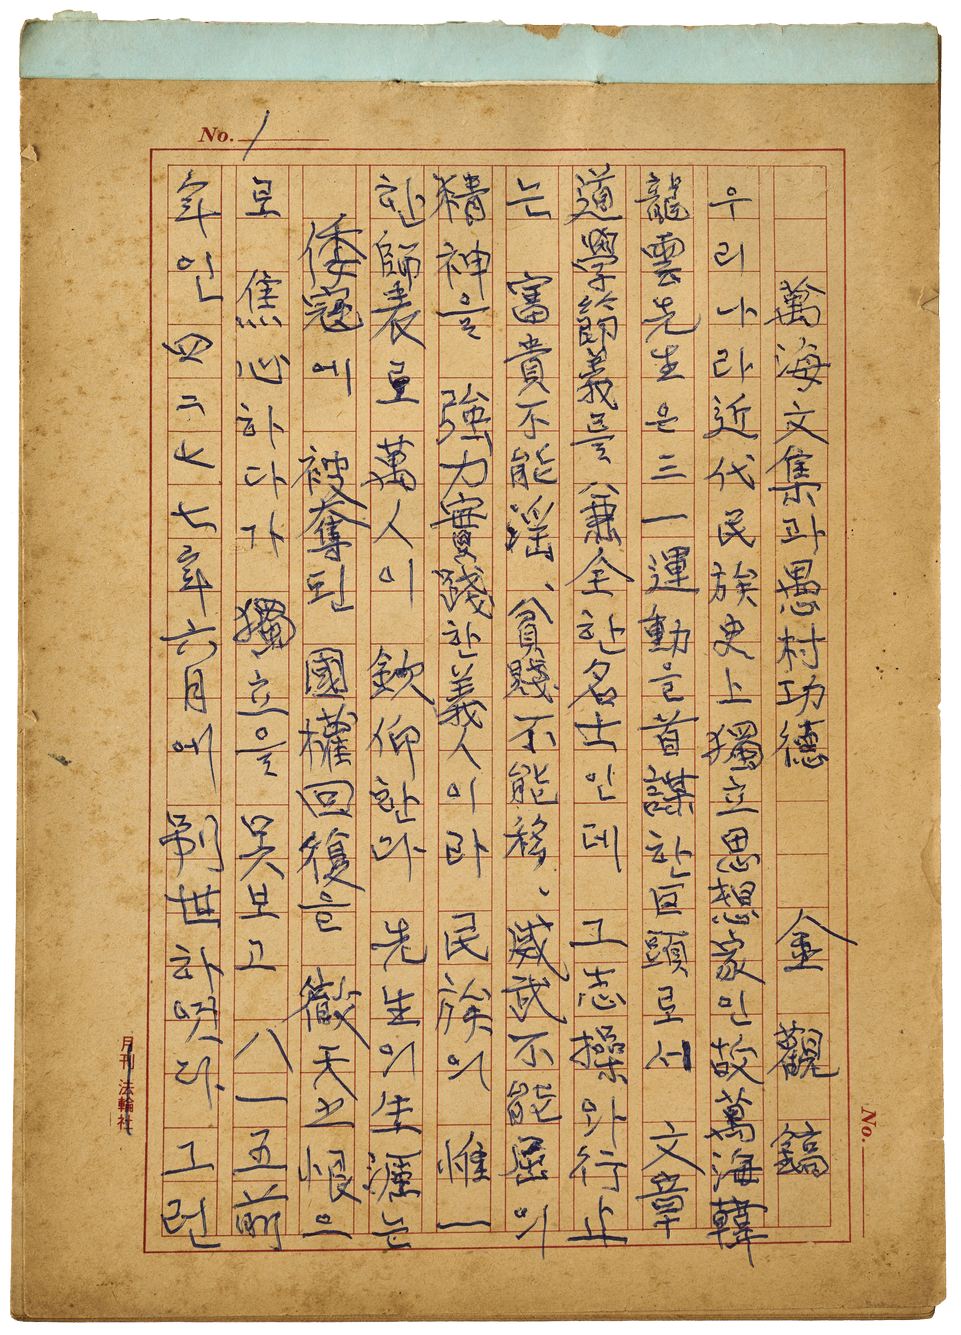 No. 1
萬海文集과 愚村功德 金觀鎬
우리나라 近代民族史上 獨立思想家인 故萬海韓
龍雲先生은 三一運動을 首謀한 巨頭로서 文章
道學節義를 兼全한 名士인데 그 志操와 行止
는 富貴不能淫、貧賤不能移、威武不能屈의
精神을 强力實踐한 義人이라 民族의 惟一
한 師表로 萬人이 欽仰한다 先生의 生涯는
倭寇에 被奪된 國權回復을 徹天之恨으
로 焦心하다가 獨立을 못보고 八一五前
年인 四二七七年六月에 別世하였다 그런
月刊 法輪社
No.